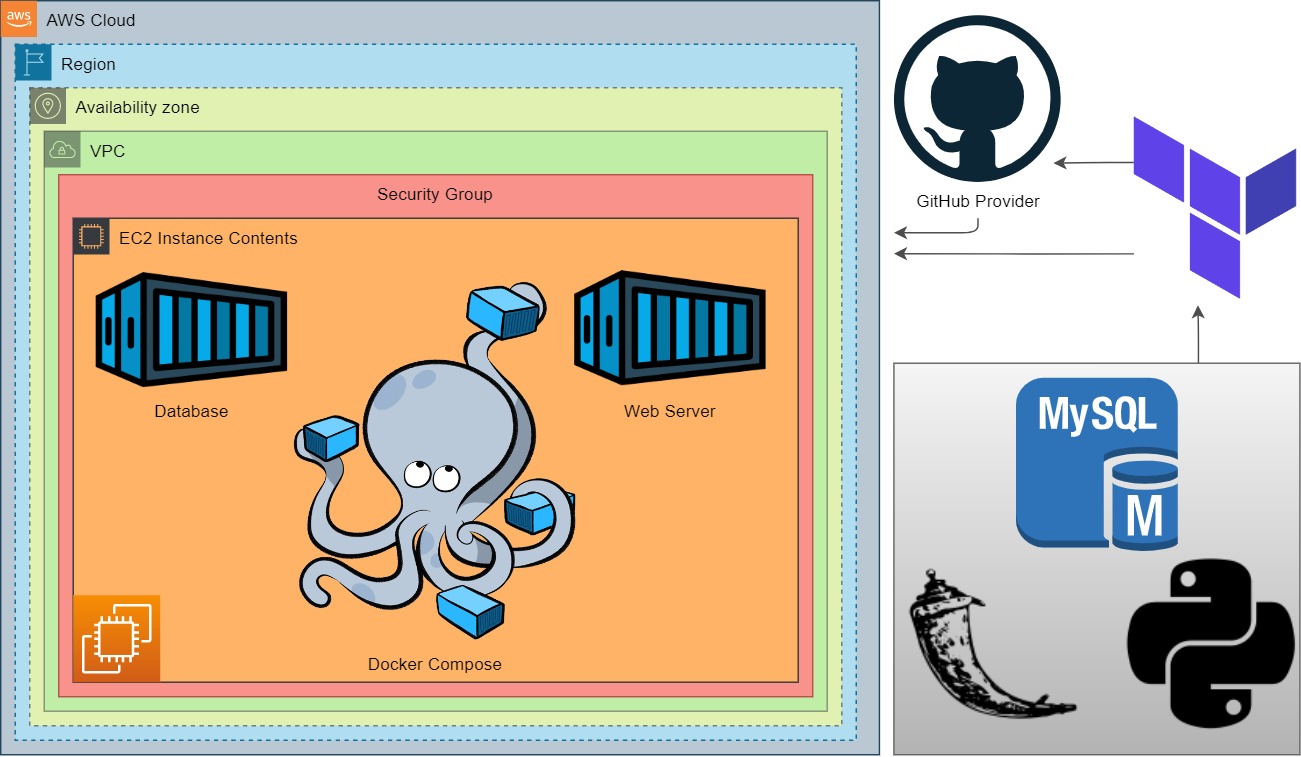 aws
AWS Cloud
Region
Availability zone
VPC
Security Group
EC2 Instance Contents
Database
Web Server
Docker Compose
GitHub Provider
MySQL
M